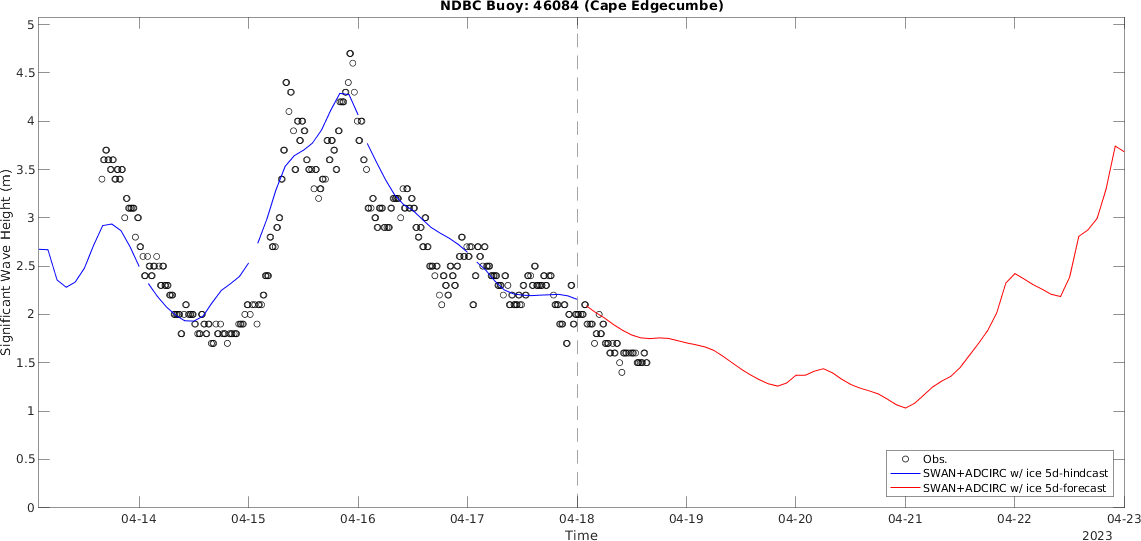 NDBC Buoy: 46084 (Cape Edgecumbe)
5
4.5
4
3.5
3
2.5
2
1.5
1
0.5
0
Significant Wave Height (m)
Obs.
SWAN+ADCIRC w/ ice 5d-hindcast
SWAN+ADCIRC w/ ice 5d-forecast
04-14 04-15 04-16 04-17 04-18 04-19 04-20 04-21 04-22 04-23
Time
2023